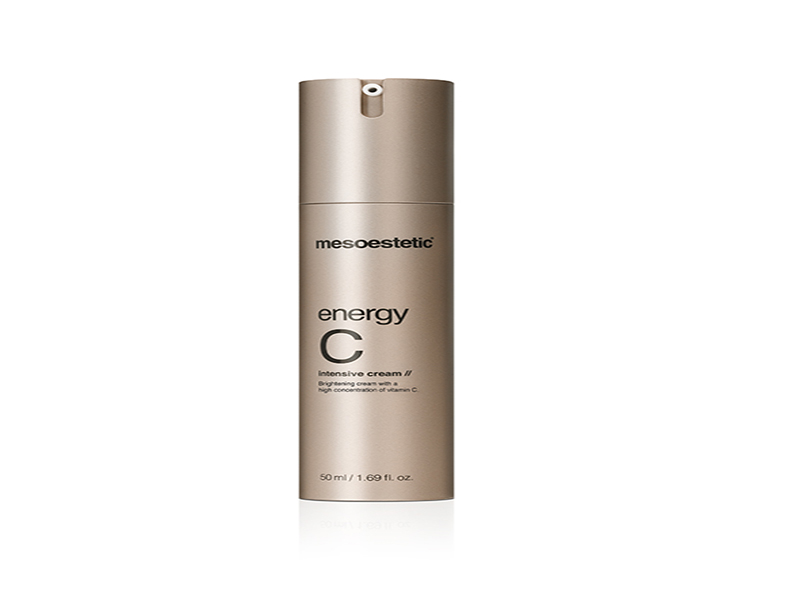 mesoestetic®
energy
C
intensive cream //
Brightening cream with a
high concentration of vitamin C.
50 ml / 1.69 fl. oz.